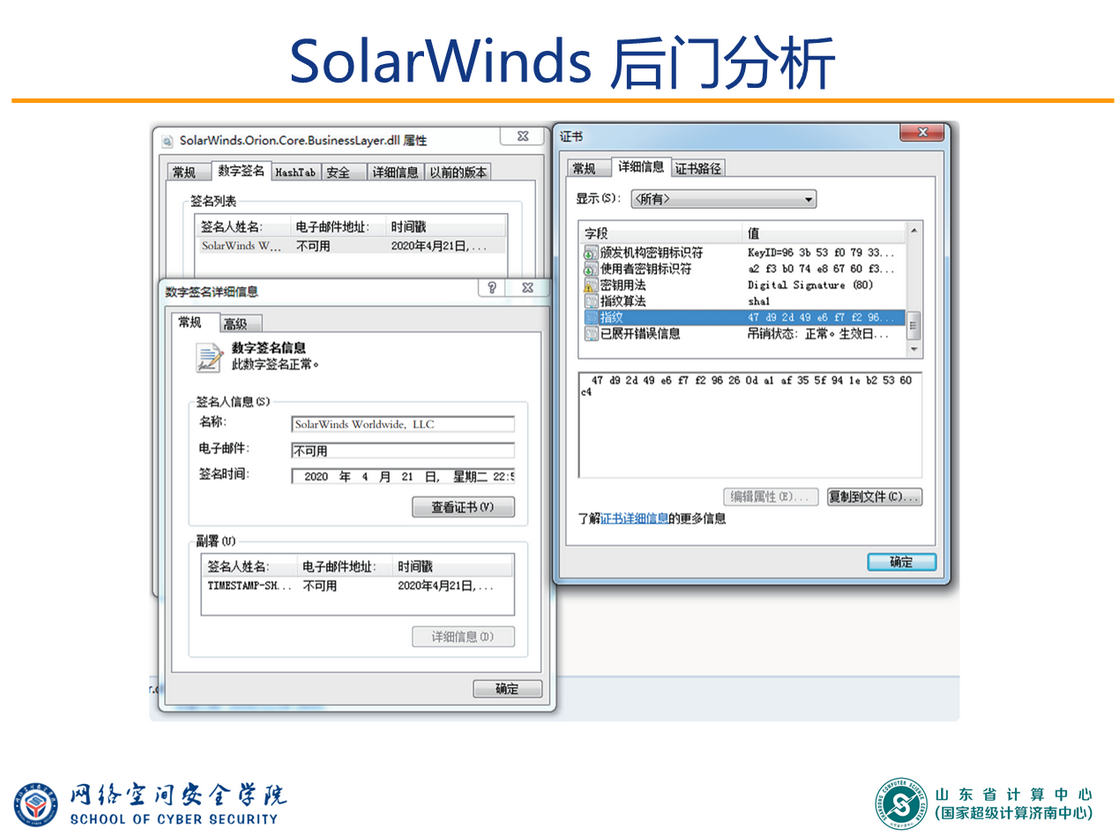 SolarWinds 后门分析
SolarWinds.Orion.Core.BusinessLayer.dll 属性
常规 数字签名 HashTab 安全 详细信息 以前的版本
签名列表
签名人姓名: 电子邮件地址: 时间戳
SolarWinds W... 不可用 2020年4月21日,...
数字签名详细信息
常规 高级
数字签名信息
此数字签名正常。
签名人信息(S)
名称: SolarWinds Worldwide, LLC
电子邮件: 不可用
签名时间: 2020 年 4 月 21 日, 星期二 22:5
查看证书(V)
副署(U)
签名人姓名: 电子邮件地址: 时间戳
TIMESTAMP-SH... 不可用 2020年4月21日,...
详细信息(D)
确定
证书
常规 详细信息 证书路径
显示(S): <所有>
字段 值
颁发机构密钥标识符 KeyID=96 3b 53 f0 79 33...
使用者密钥标识符 a2 f3 b0 74 e8 67 60 f3...
密钥用法 Digital Signature (80)
指纹算法 sha1
指纹 47 d9 2d 49 e6 f7 f2 96...
已展开错误信息 吊销状态: 正常。生效日...
47 d9 2d 49 e6 f7 f2 96 26 0d a1 af 35 5f 94 1e b2 53 60
c4
编辑属性(E)... 复制到文件(C)...
了解证书详细信息的更多信息
确定
网络空间安全学院
SCHOOL OF CYBER SECURITY
山东省计算中心
(国家超级计算济南中心)